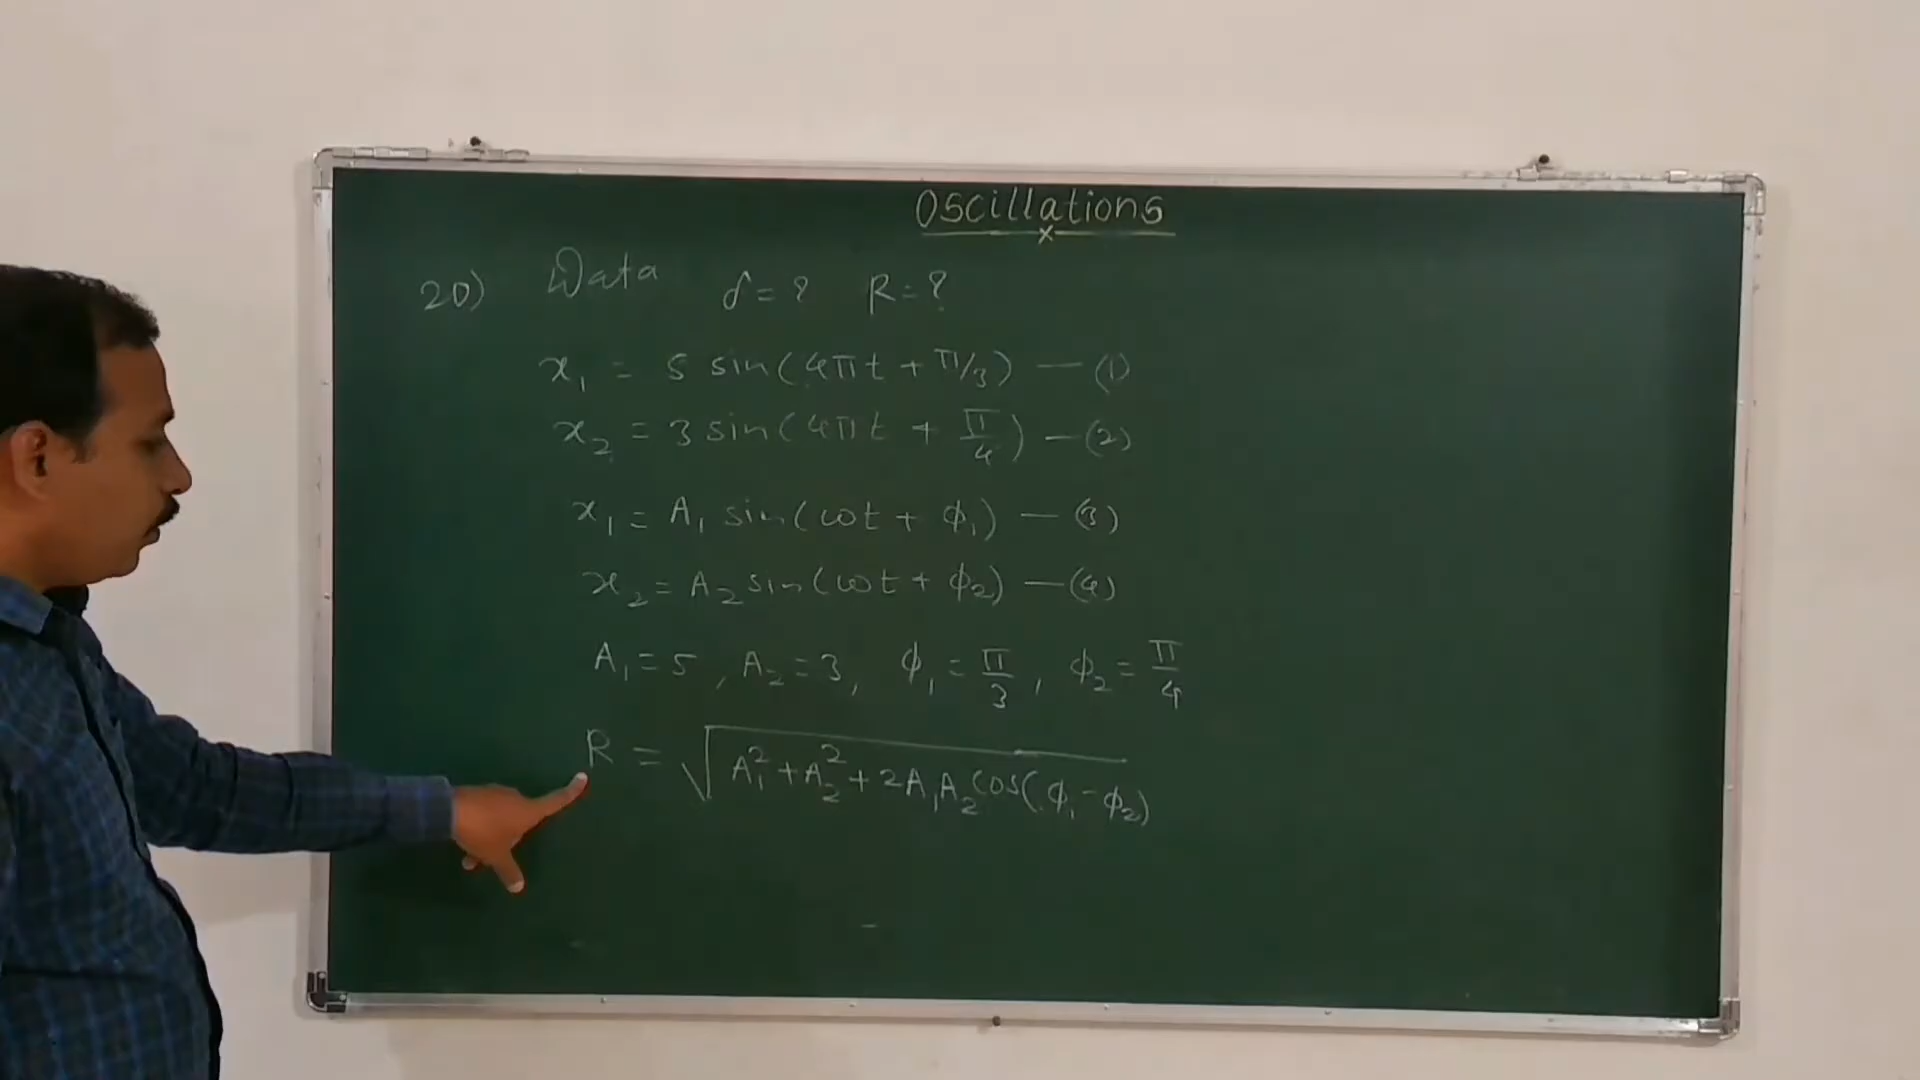 Oscillations
20) Data δ = ? R = ?
x₁ = 5 sin(4πt + π/3) — (1)
x₂ = 3 sin(4πt + π/4) — (2)
x₁ = A₁ sin(ωt + ϕ₁) — (3)
x₂ = A₂ sin(ωt + ϕ₂) — (4)
A₁ = 5, A₂ = 3, ϕ₁ = π/3, ϕ₂ = π/4
R = √(A₁² + A₂² + 2A₁A₂ cos(ϕ₁ - ϕ₂))